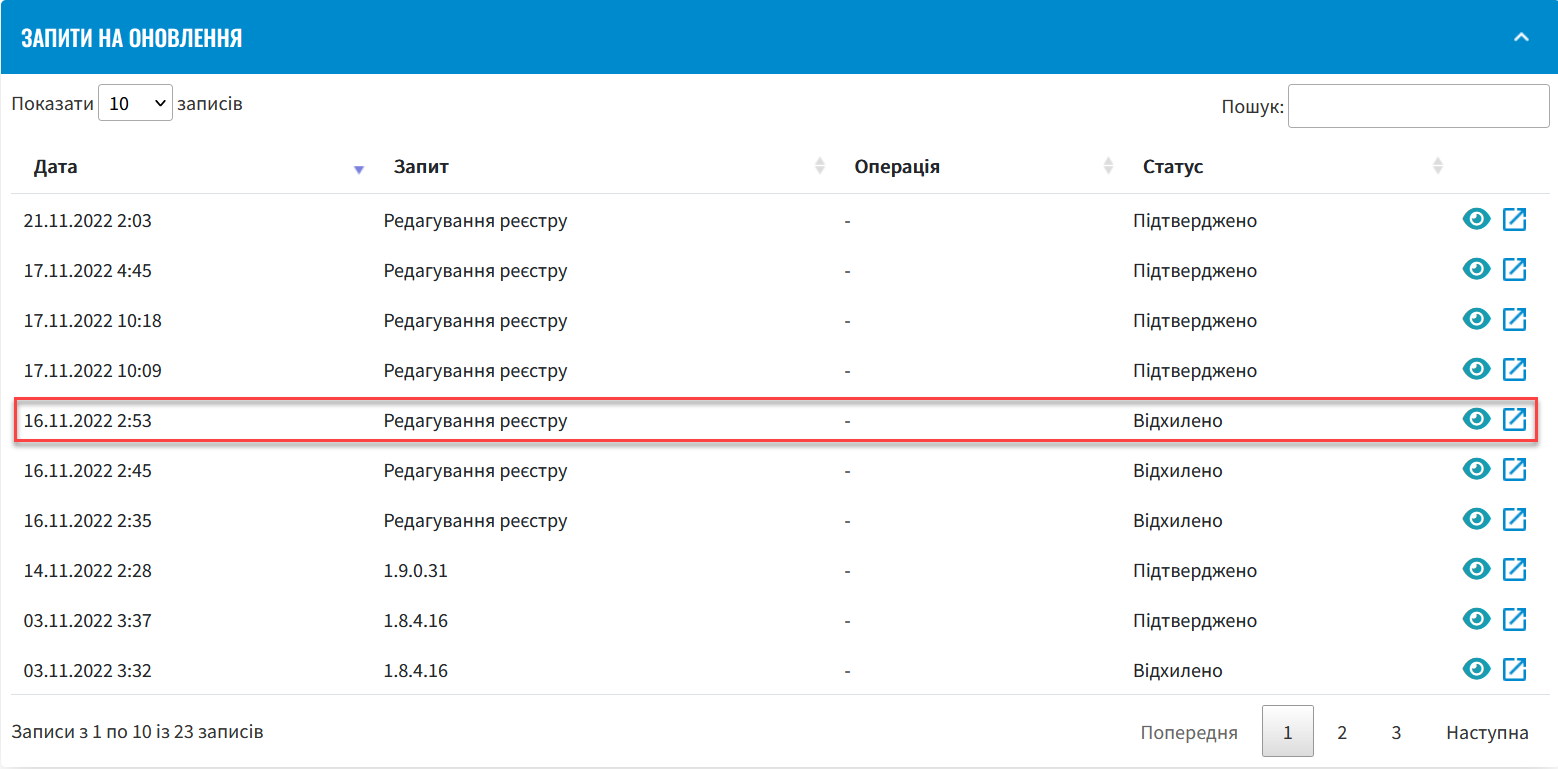 ЗАПИТИ НА ОНОВЛЕННЯ
Показати 10 записів
Пошук:
Дата Запит Операція Статус
21.11.2022 2:03 Редагування реєстру - Підтверджено
17.11.2022 4:45 Редагування реєстру - Підтверджено
17.11.2022 10:18 Редагування реєстру - Підтверджено
17.11.2022 10:09 Редагування реєстру - Підтверджено
16.11.2022 2:53 Редагування реєстру - Відхилено
16.11.2022 2:45 Редагування реєстру - Відхилено
16.11.2022 2:35 Редагування реєстру - Відхилено
14.11.2022 2:28 1.9.0.31 - Підтверджено
03.11.2022 3:37 1.8.4.16 - Підтверджено
03.11.2022 3:32 1.8.4.16 - Відхилено
Записи з 1 по 10 із 23 записів
Попередня 1 2 3 Наступна